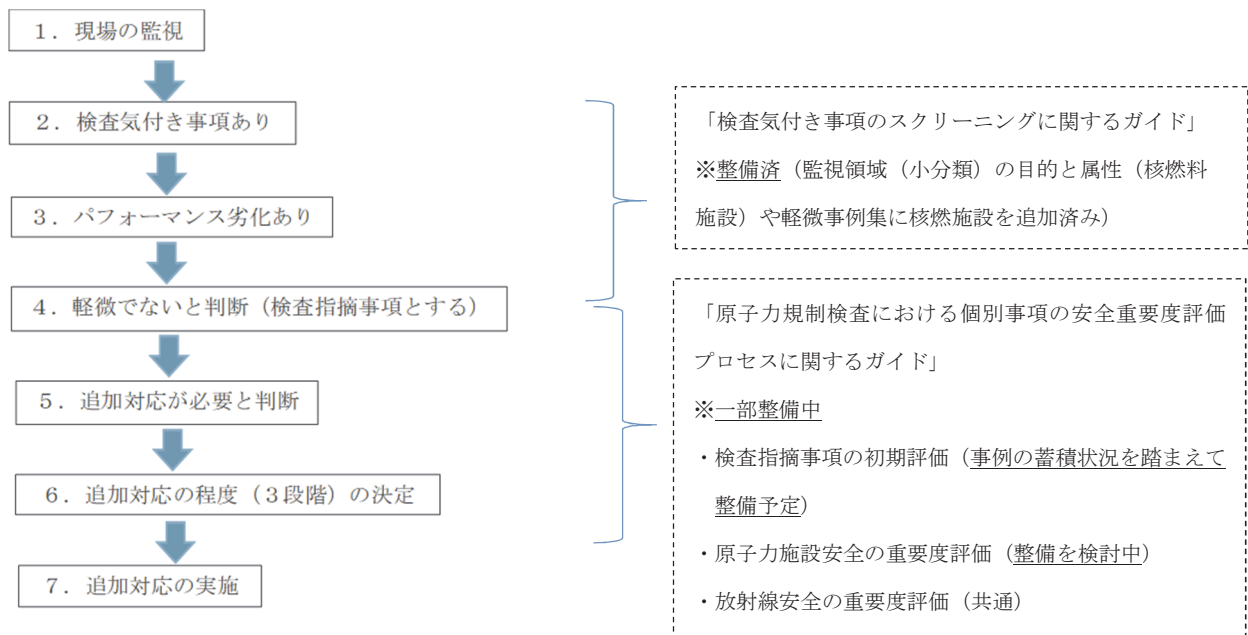 １．現場の監視
２．検査気付き事項あり
３．パフォーマンス劣化あり
４．軽微でないと判断（検査指摘事項とする）
５．追加対応が必要と判断
６．追加対応の程度（３段階）の決定
７．追加対応の実施
「検査気付き事項のスクリーニングに関するガイド」
※整備済（監視領域（小分類）の目的と属性（核燃料
施設）や軽微事例集に核燃施設を追加済み）
「原子力規制検査における個別事項の安全重要度評価
プロセスに関するガイド」
※一部整備中
・検査指摘事項の初期評価（事例の蓄積状況を踏まえて
整備予定）
・原子力施設安全の重要度評価（整備を検討中）
・放射線安全の重要度評価（共通）